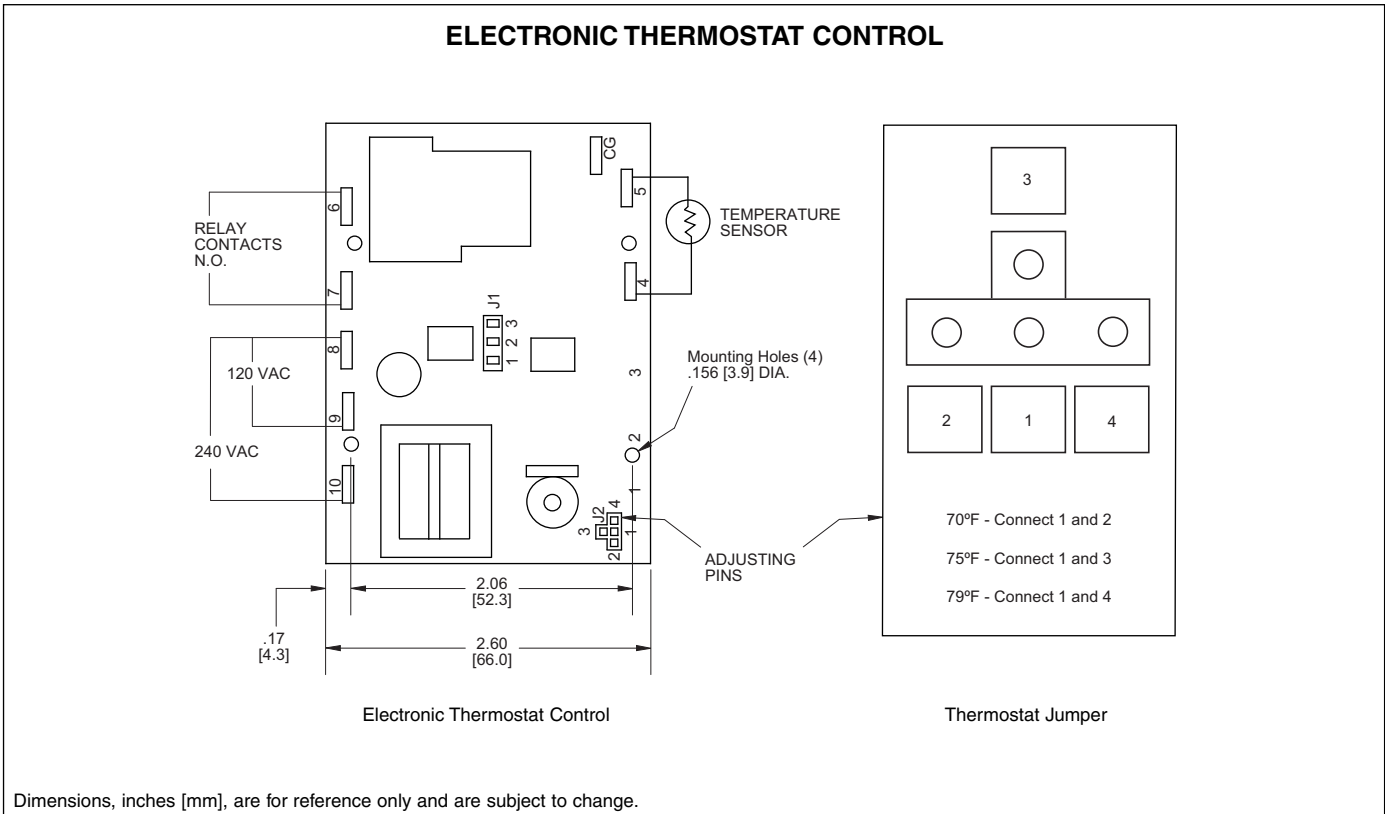 ELECTRONIC THERMOSTAT CONTROL
CG
5
6
RELAY
CONTACTS
N.O.
TEMPERATURE
SENSOR
4
7
J1
3
2
1
8
120 VAC
9
240 VAC
10
3
2
1
Mounting Holes (4)
.156 [3.9] DIA.
J2
4
3
1
2
ADJUSTING
PINS
2.06
[52.3]
.17
[4.3]
2.60
[66.0]
Electronic Thermostat Control
3
2
1
4
70ºF - Connect 1 and 2
75ºF - Connect 1 and 3
79ºF - Connect 1 and 4
Thermostat Jumper
Dimensions, inches [mm], are for reference only and are subject to change.